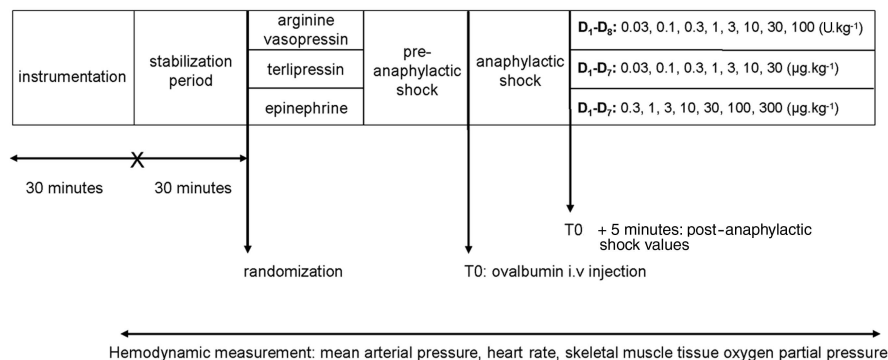 instrumentation
stabilization
period
arginine
vasopressin
terlipressin
epinephrine
pre-
anaphylactic
shock
anaphylactic
shock
D₁-D₈: 0.03, 0.1, 0.3, 1, 3, 10, 30, 100 (U.kg⁻¹)
D₁-D₇: 0.03, 0.1, 0.3, 1, 3, 10, 30 (µg.kg⁻¹)
D₁-D₇: 0.3, 1, 3, 10, 30, 100, 300 (µg.kg⁻¹)
X
30 minutes
30 minutes
T0 + 5 minutes: post-anaphylactic
shock values
randomization
T0: ovalbumin i.v injection
Hemodynamic measurement: mean arterial pressure, heart rate, skeletal muscle tissue oxygen partial pressure